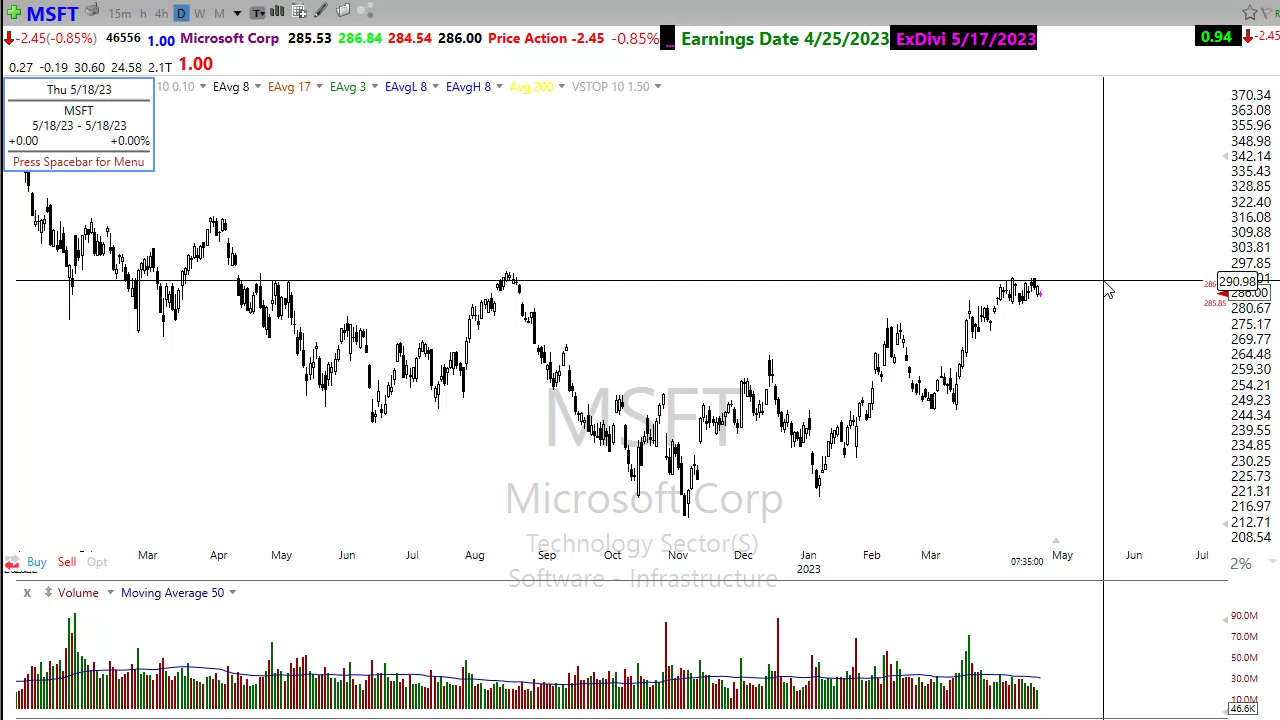 MSFT 15m h 4h D W M T
-2.45(-0.85%) 46556 1.00 Microsoft Corp 285.53 286.84 284.54 286.00 Price Action -2.45 -0.85% ... Earnings Date 4/25/2023 ExDivi 5/17/2023 0.94 -2.45
0.27 -0.19 30.60 24.58 2.1T 1.00
Thu 5/18/23
MSFT
5/18/23 - 5/18/23
+0.00 +0.00%
Press Spacebar for Menu
10 0.10 EAvg 8 EAvg 17 EAvg 3 EAvgL 8 EAvgH 8 Avg 200 VSTOP 10 1.50
370.34
363.08
355.96
348.98
342.14
335.43
328.85
322.40
316.08
309.88
303.81
297.85
290.98
286.00
285.85
280.67
275.17
269.77
264.48
259.30
254.21
249.23
244.34
239.55
234.85
230.25
225.73
221.31
216.97
212.71
208.54
MSFT
Microsoft Corp
Technology Sector(S)
Software - Infrastructure
Mar Apr May Jun Jul Aug Sep Oct Nov Dec Jan Feb Mar May Jun Jul
2023 07:35:00
Buy Sell Opt
2%
x Volume Moving Average 50
90.0M
70.0M
50.0M
30.0M
10.0M
46.6K